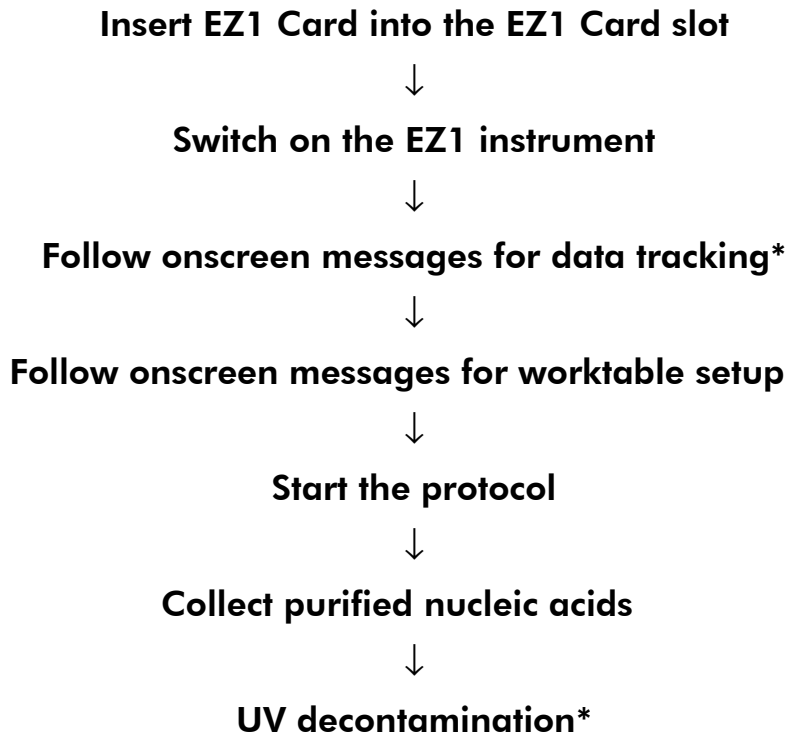 Insert EZ1 Card into the EZ1 Card slot
↓
Switch on the EZ1 instrument
↓
Follow onscreen messages for data tracking*
↓
Follow onscreen messages for worktable setup
↓
Start the protocol
↓
Collect purified nucleic acids
↓
UV decontamination*